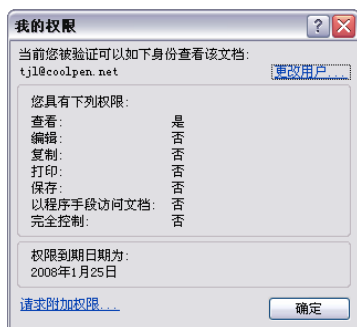 我的权限
当前您被验证可以如下身份查看该文档:
tjl@coolpen.net 更改用户...
您具有下列权限:
查看: 是
编辑: 否
复制: 否
打印: 否
保存: 否
以程序手段访问文档: 否
完全控制: 否
权限到期日期为:
2008年1月25日
请求附加权限... 确定